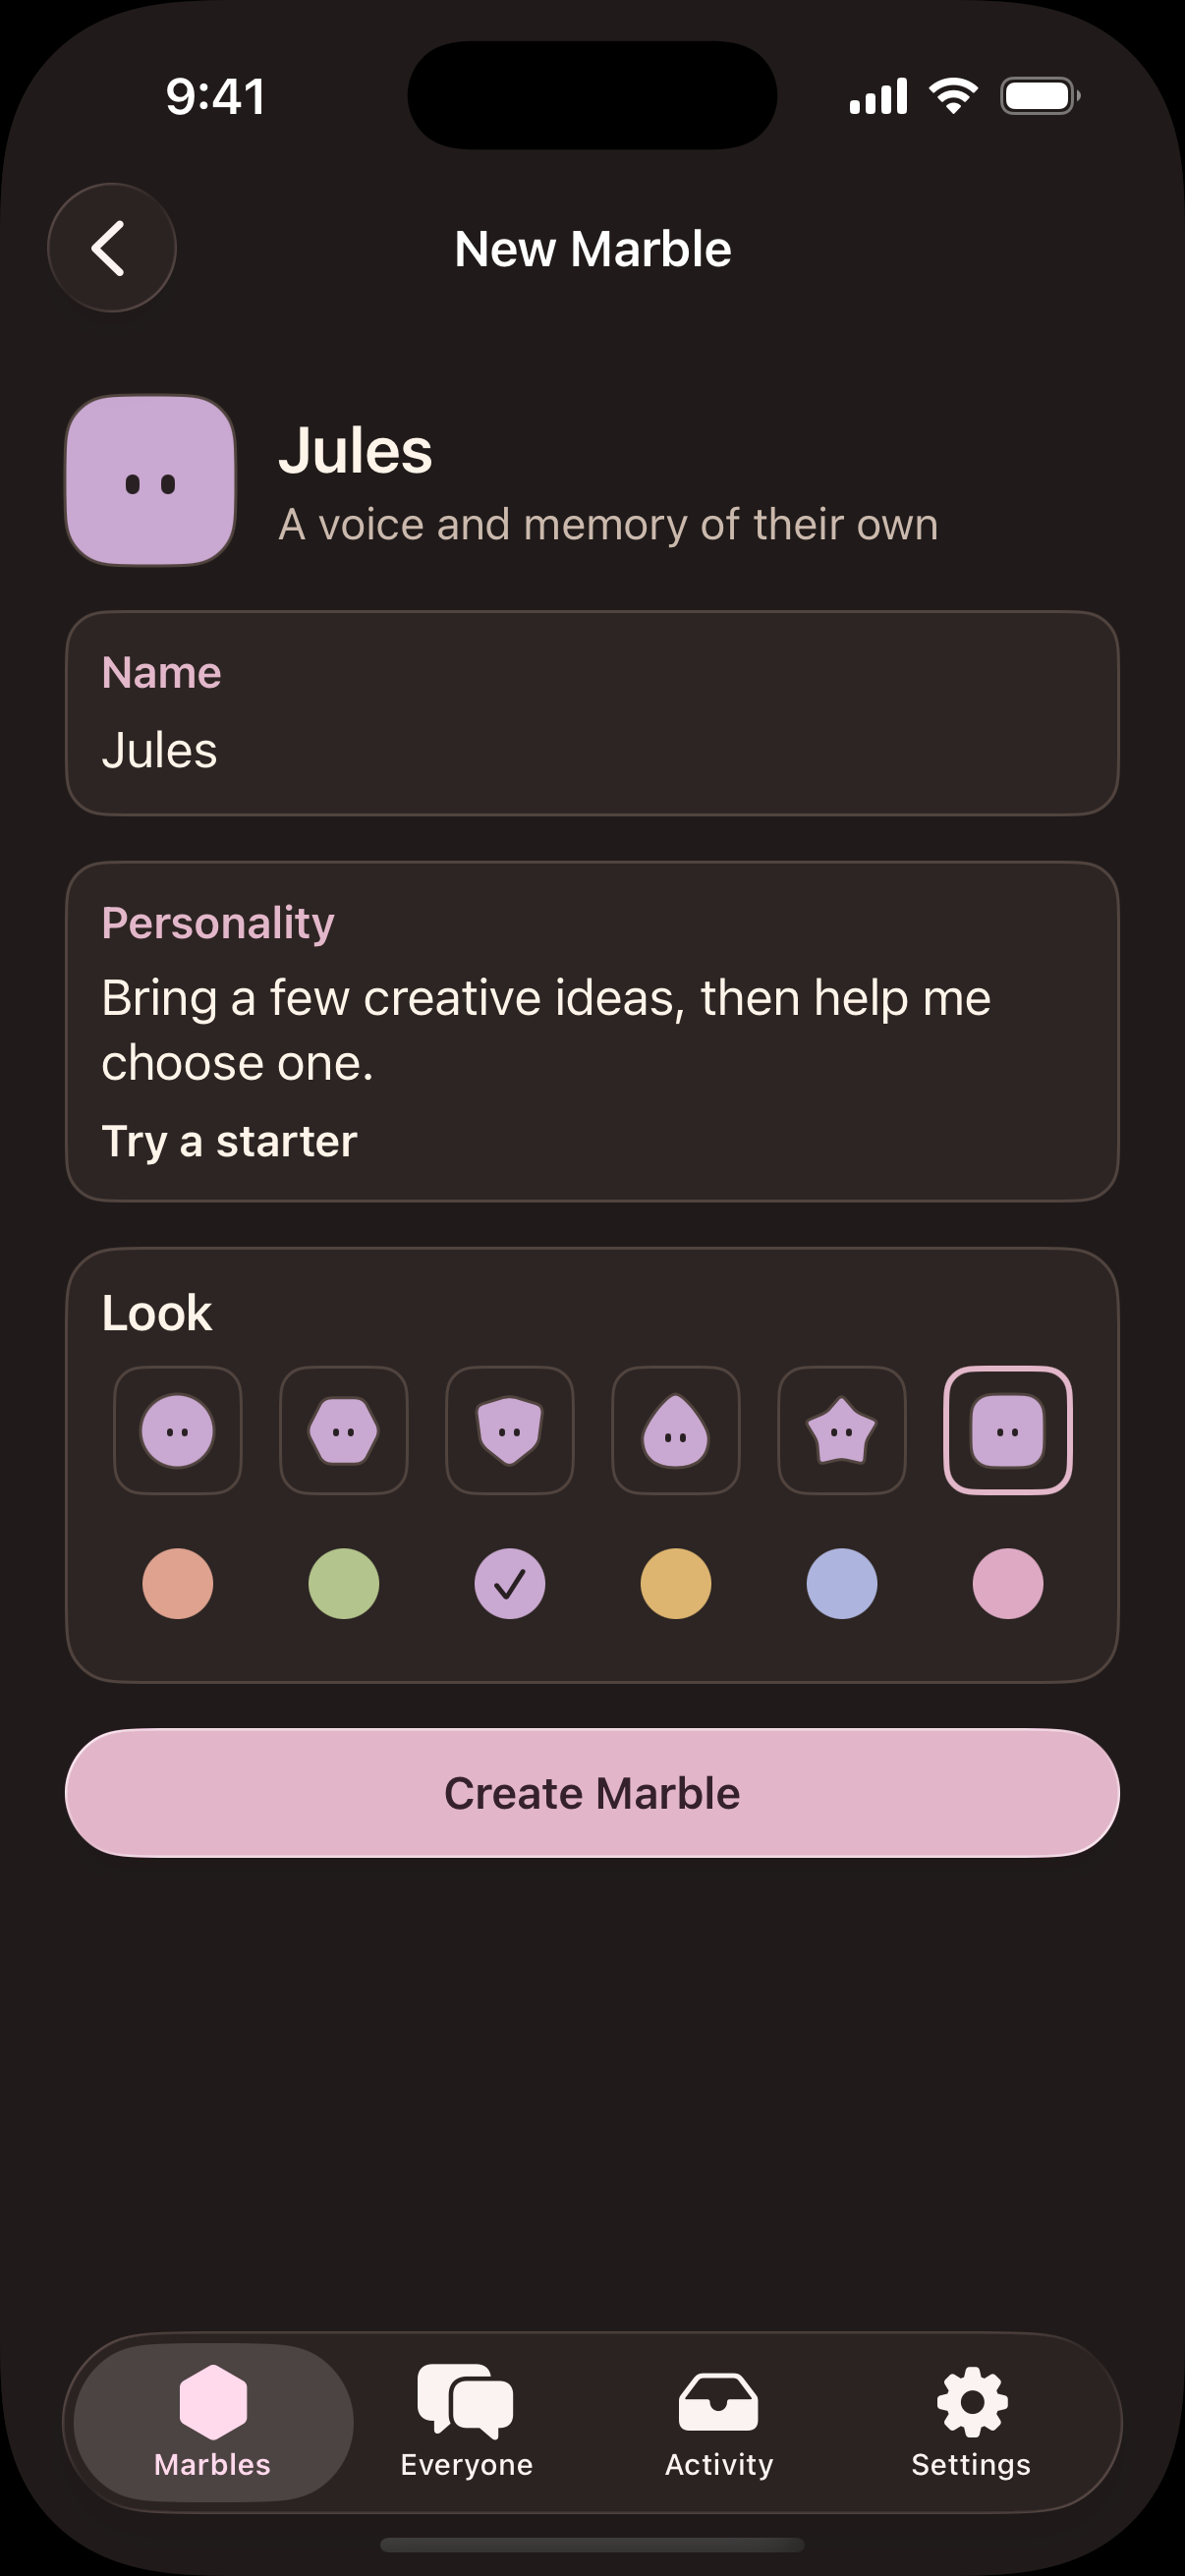 9:41
New Marble
Jules
A voice and memory of their own
Name
Jules
Personality
Bring a few creative ideas, then help me
choose one.
Try a starter
Look
Create Marble
Marbles
Everyone
Activity
Settings